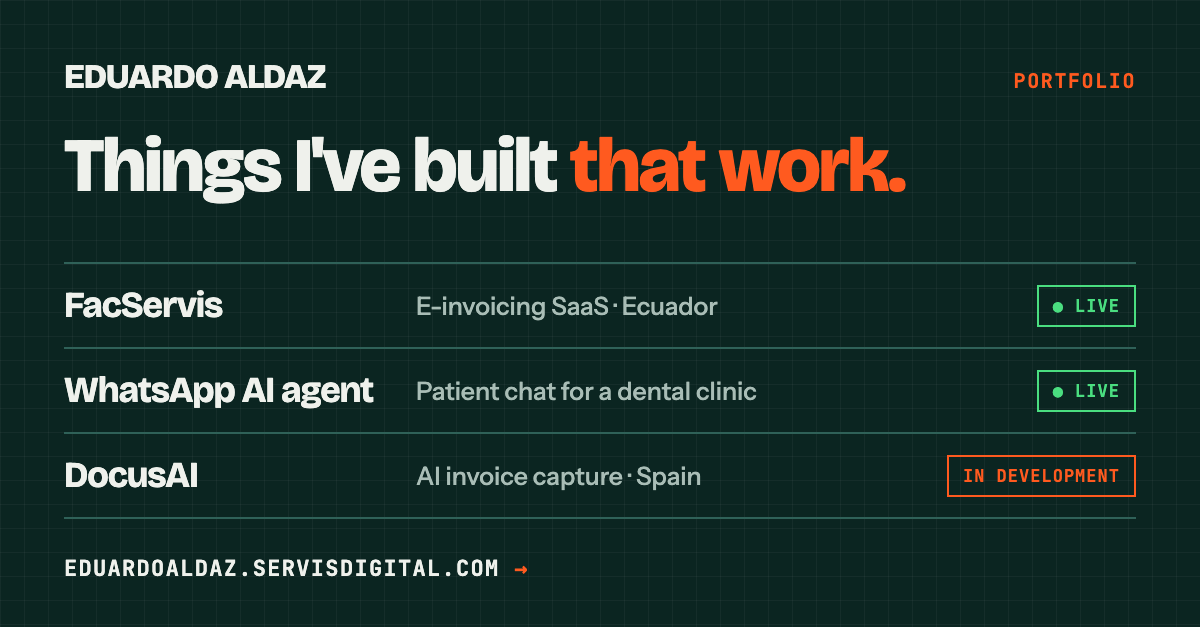 EDUARDO ALDAZ
PORTFOLIO
Things I've built that work.
FacServis E-invoicing SaaS · Ecuador ● LIVE
WhatsApp AI agent Patient chat for a dental clinic ● LIVE
DocusAI AI invoice capture · Spain IN DEVELOPMENT
EDUARDOALDAZ.SERVISDIGITAL.COM →